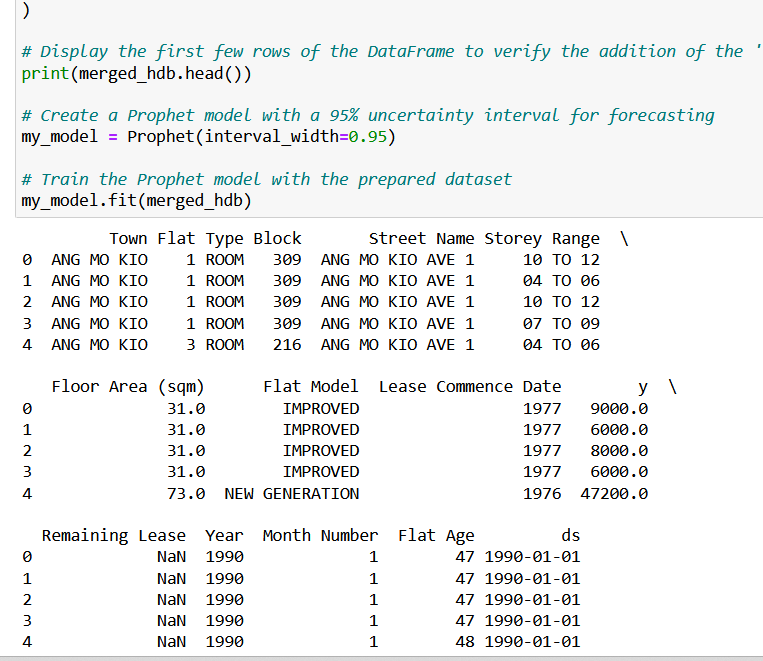 )
# Display the first few rows of the DataFrame to verify the addition of the '
print(merged_hdb.head())
# Create a Prophet model with a 95% uncertainty interval for forecasting
my_model = Prophet(interval_width=0.95)
# Train the Prophet model with the prepared dataset
my_model.fit(merged_hdb)
Town Flat Type Block Street Name Storey Range \
0 ANG MO KIO 1 ROOM 309 ANG MO KIO AVE 1 10 TO 12
1 ANG MO KIO 1 ROOM 309 ANG MO KIO AVE 1 04 TO 06
2 ANG MO KIO 1 ROOM 309 ANG MO KIO AVE 1 10 TO 12
3 ANG MO KIO 1 ROOM 309 ANG MO KIO AVE 1 07 TO 09
4 ANG MO KIO 3 ROOM 216 ANG MO KIO AVE 1 04 TO 06
Floor Area (sqm) Flat Model Lease Commence Date y \
0 31.0 IMPROVED 1977 9000.0
1 31.0 IMPROVED 1977 6000.0
2 31.0 IMPROVED 1977 8000.0
3 31.0 IMPROVED 1977 6000.0
4 73.0 NEW GENERATION 1976 47200.0
Remaining Lease Year Month Number Flat Age ds
0 NaN 1990 1 47 1990-01-01
1 NaN 1990 1 47 1990-01-01
2 NaN 1990 1 47 1990-01-01
3 NaN 1990 1 47 1990-01-01
4 NaN 1990 1 48 1990-01-01